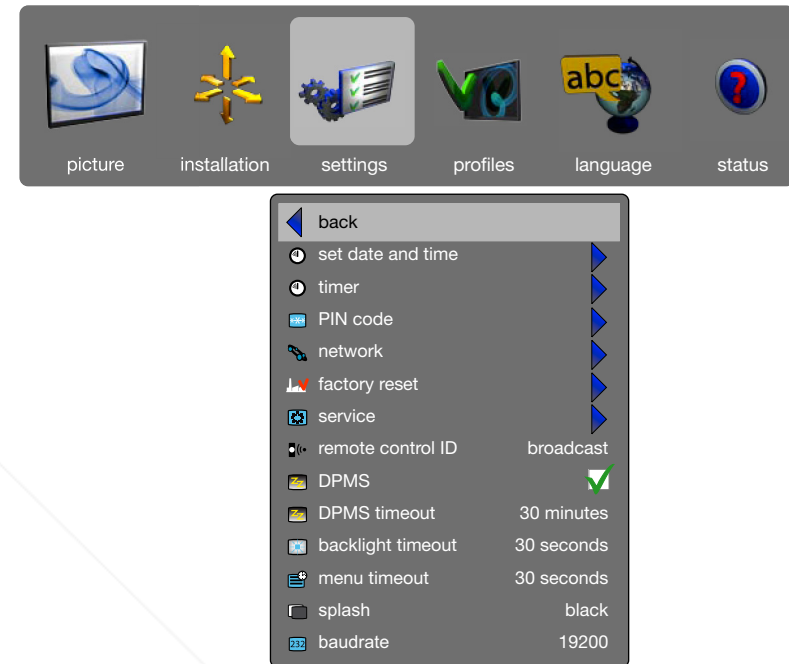 abc
picture installation settings profiles language status
back
set date and time
timer
PIN code
network
factory reset
service
remote control ID broadcast
DPMS
DPMS timeout 30 minutes
backlight timeout 30 seconds
menu timeout 30 seconds
splash black
232 baudrate 19200